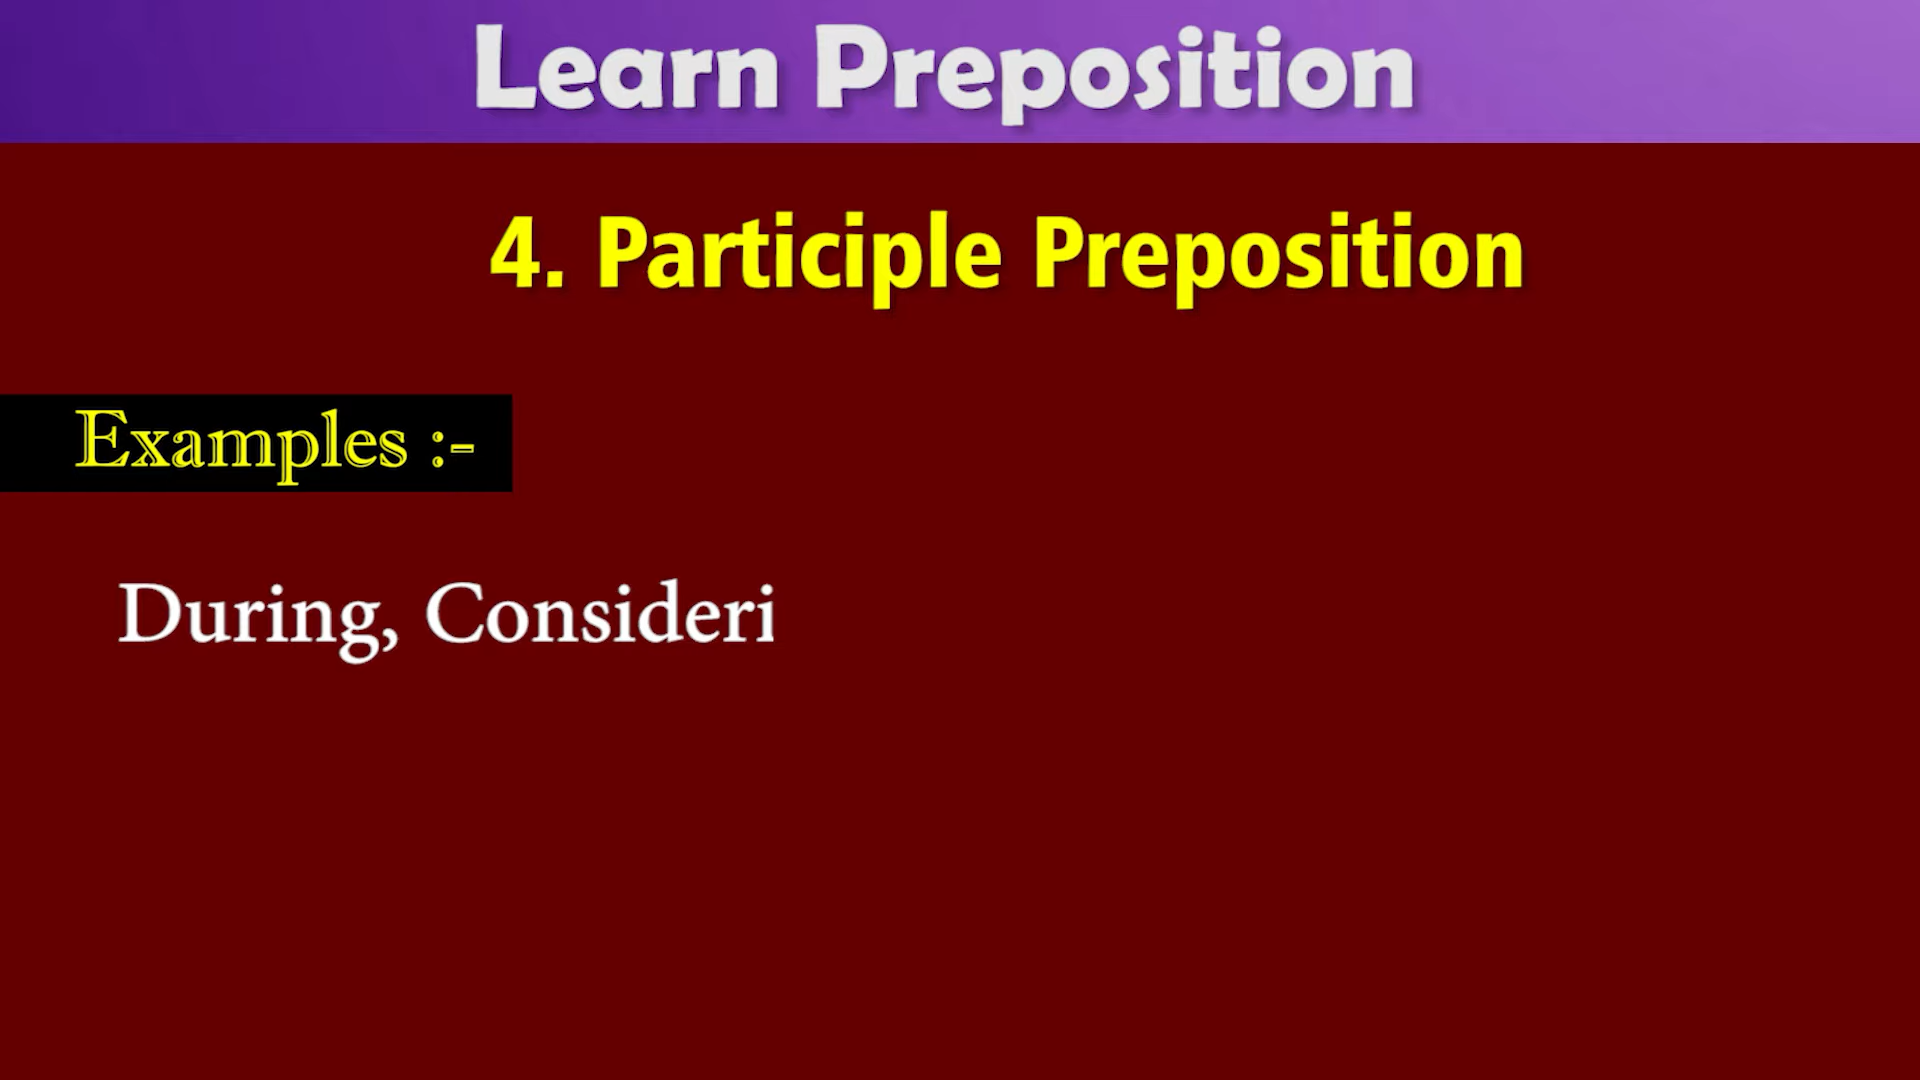 Learn Preposition
4. Participle Preposition
Examples :-
During, Consideri